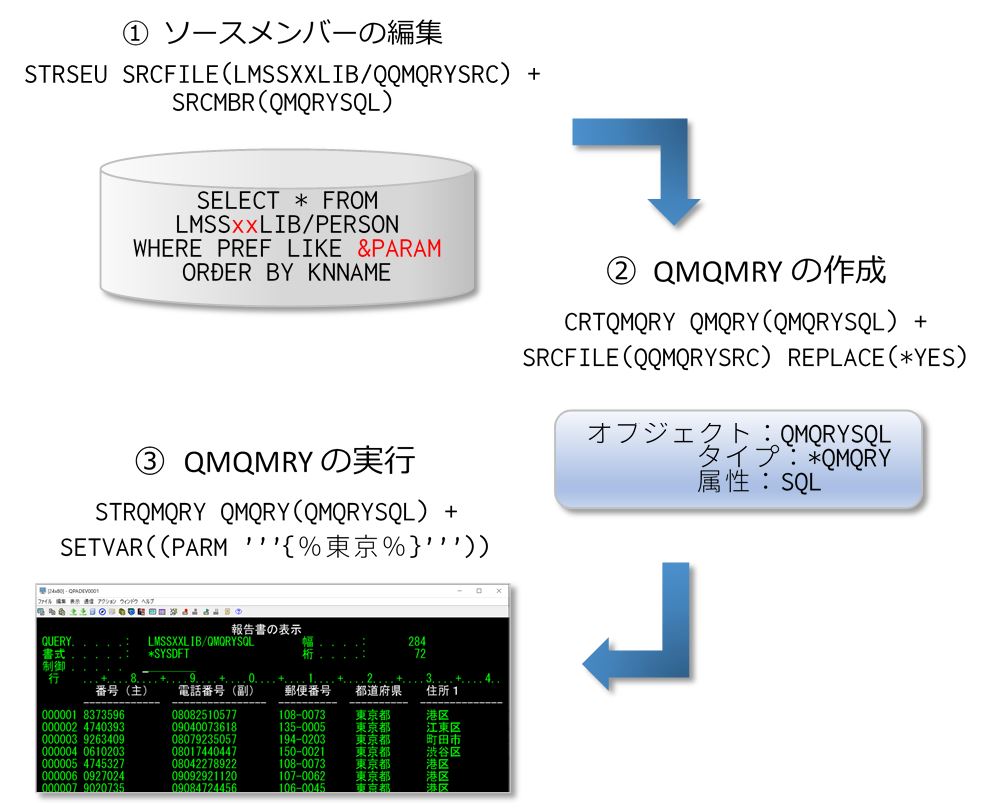 ① ソースメンバーの編集
STRSEU SRCFILE(LMSSXXLIB/QQMQRYSRC) +
SRCMBR(QMQRYSQL)
SELECT * FROM
LMSSxxLIB/PERSON
WHERE PREF LIKE &PARAM
ORDER BY KNNAME
② QMQMRY の作成
CRTQMQRY QMQRY(QMQRYSQL) +
SRCFILE(QQMQRYSRC) REPLACE(*YES)
オブジェクト：QMQRYSQL
タイプ：*QMQRY
属性：SQL
③ QMQMRY の実行
STRQMQRY QMQRY(QMQRYSQL) +
SETVAR((PARM '''{％東京％}'''))
[24x80] - QPADEV0001
ファイル 編集 表示 通信 アクション ウィンドウ ヘルプ
報告書の表示
QUERY. . . . . : LMSSXXLIB/QMQRYSQL 幅 . . . . : 284
書式 . . . . . : *SYSDFT 桁 . . . . : 72
制御 . . . . .
行 ...+....8....+....9....+....0....+....1....+....2....+....3....+....4..
番号（主） 電話番号（副） 郵便番号 都道府県 住所１
000001 8373596 08082510577 108-0073 東京都 港区
000002 4740393 09040073618 135-0005 東京都 江東区
000003 9263409 08079235057 194-0203 東京都 町田市
000004 0610203 08017440447 150-0021 東京都 渋谷区
000005 4745327 08042278922 108-0073 東京都 港区
000006 0927024 09092921120 107-0062 東京都 港区
000007 9020735 09084724456 106-0045 東京都 港区